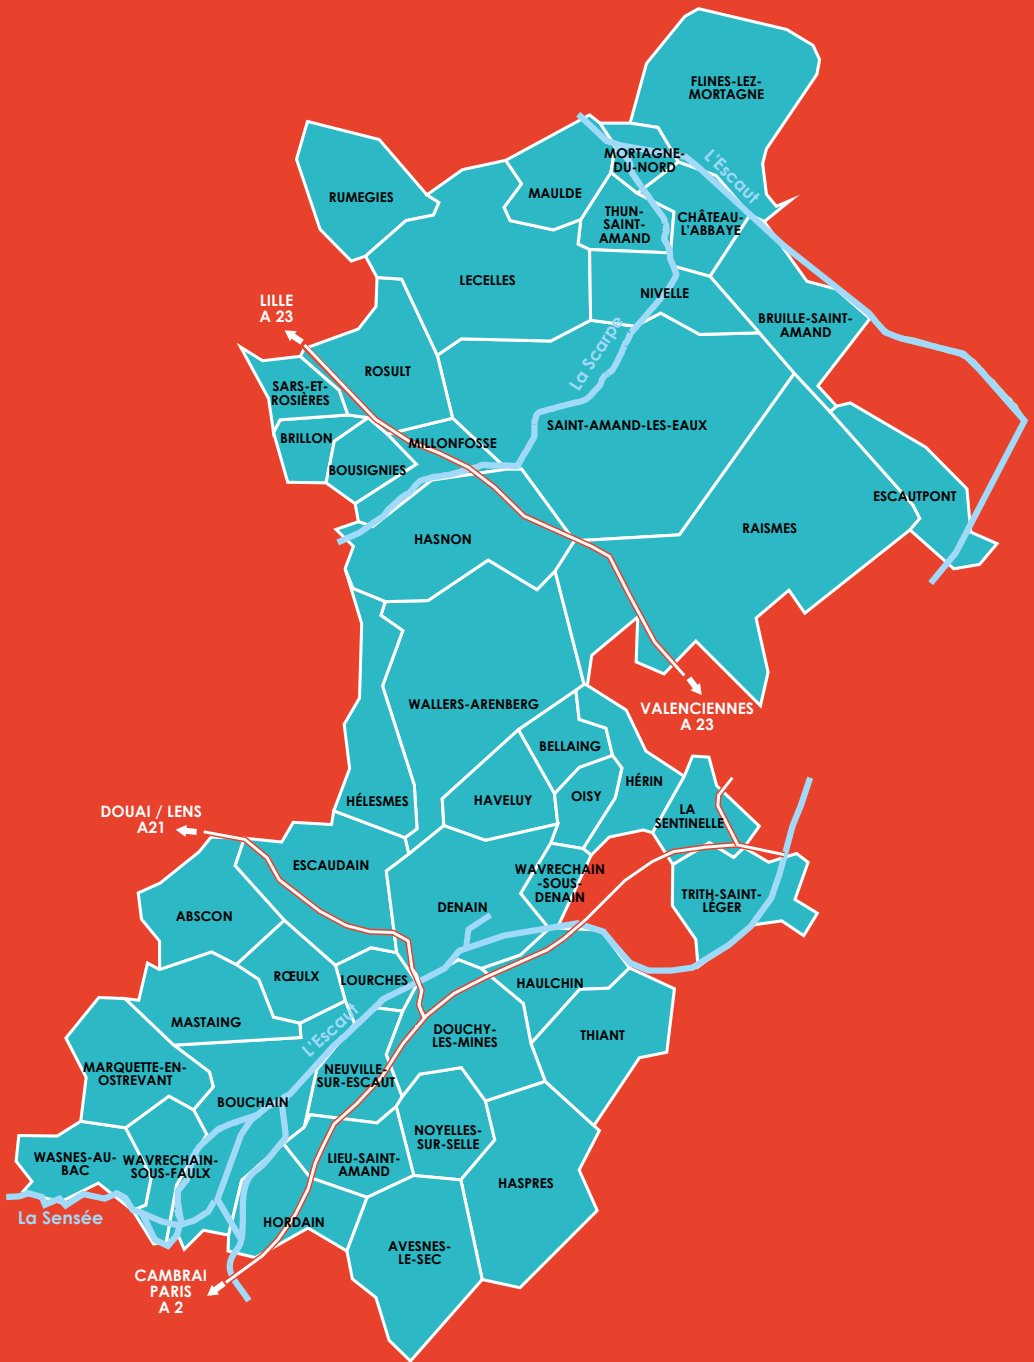 FLINES-LEZ-
MORTAGNE
MORTAGNE-
DU-NORD
L'Escaut
RUMEGIES
MAULDE
THUN-
SAINT-
AMAND
CHÂTEAU-
L'ABBAYE
LECELLES
NIVELLE
LILLE
A 23
BRUILLE-SAINT-
AMAND
La Scarpe
ROSULT
SARS-ET-
ROSIÈRES
SAINT-AMAND-LES-EAUX
BRILLON
MILLONFOSSE
BOUSIGNIES
ESCAUTPONT
RAISMES
HASNON
WALLERS-ARENBERG
VALENCIENNES
A 23
BELLAING
HÉRIN
OISY
HAVELUY
HÉLESMES
LA
SENTINELLE
DOUAI / LENS
A21
ESCAUDAIN
WAVRECHAIN
-SOUS-
DENAIN
TRITH-SAINT-
LÉGER
DENAIN
ABSCON
RŒULX
LOURCHES
HAULCHIN
MASTAING
L'Escaut
DOUCHY-
LES-MINES
THIANT
MARQUETTE-EN-
OSTREVANT
NEUVILLE-
SUR-ESCAUT
BOUCHAIN
NOYELLES-
SUR-SELLE
WASNES-AU-
BAC
WAVRECHAIN-
SOUS-FAULX
LIEU-SAINT-
AMAND
HASPRES
La Sensée
HORDAIN
AVESNES-
LE-SEC
CAMBRAI
PARIS
A 2